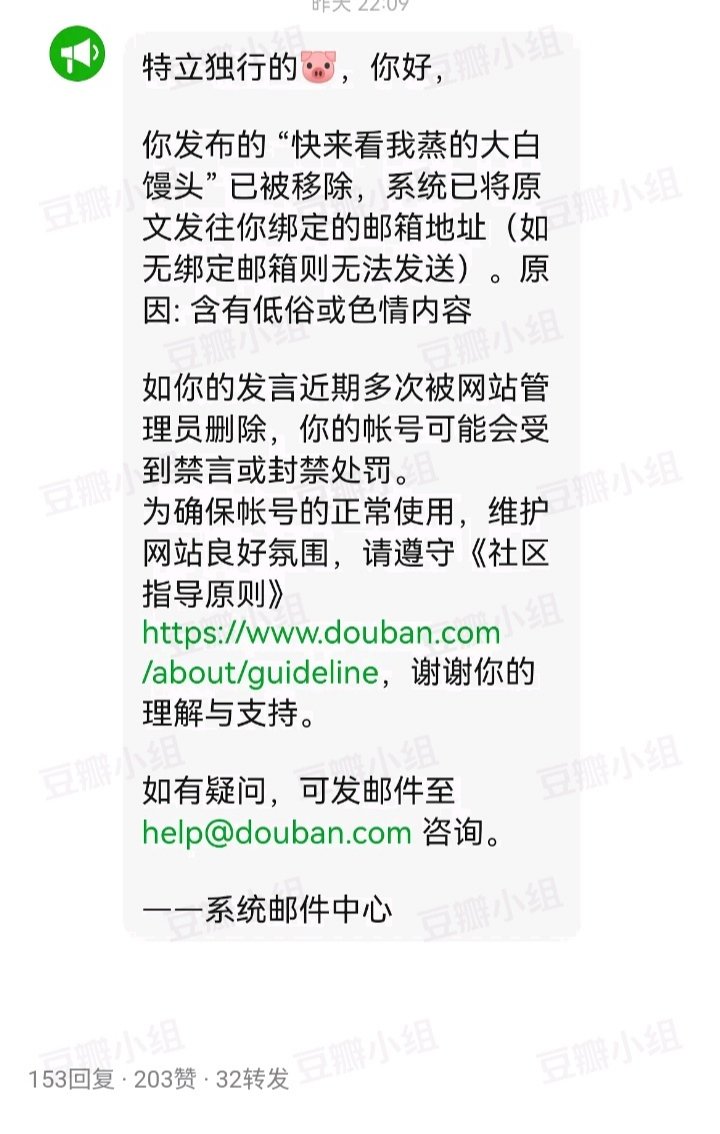 昨天 22:09
特立独行的🐷，你好，
你发布的 “快来看我蒸的大白
馒头” 已被移除，系统已将原
文发往你绑定的邮箱地址（如
无绑定邮箱则无法发送）。原
因: 含有低俗或色情内容
如你的发言近期多次被网站管
理员删除，你的帐号可能会受
到禁言或封禁处罚。
为确保帐号的正常使用，维护
网站良好氛围，请遵守《社区
指导原则》
https://www.douban.com
/about/guideline，谢谢你的
理解与支持。
如有疑问，可发邮件至
help@douban.com 咨询。
——系统邮件中心
153回复 · 203赞 · 32转发
豆瓣小组